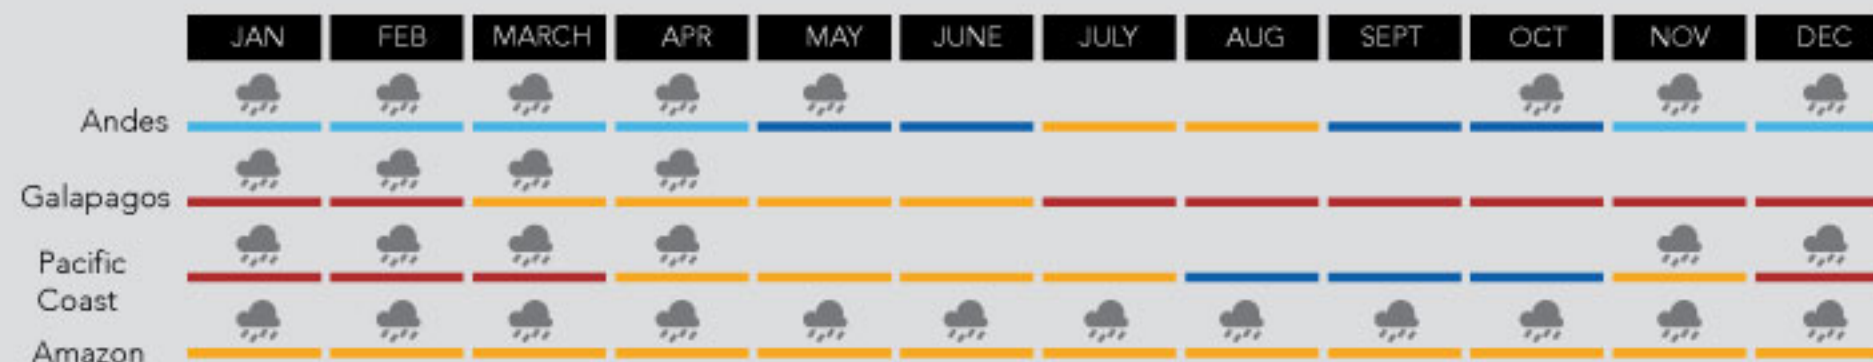 JAN FEB MARCH APR MAY JUNE JULY AUG SEPT OCT NOV DEC
Andes
Galapagos
Pacific
Coast
Amazon